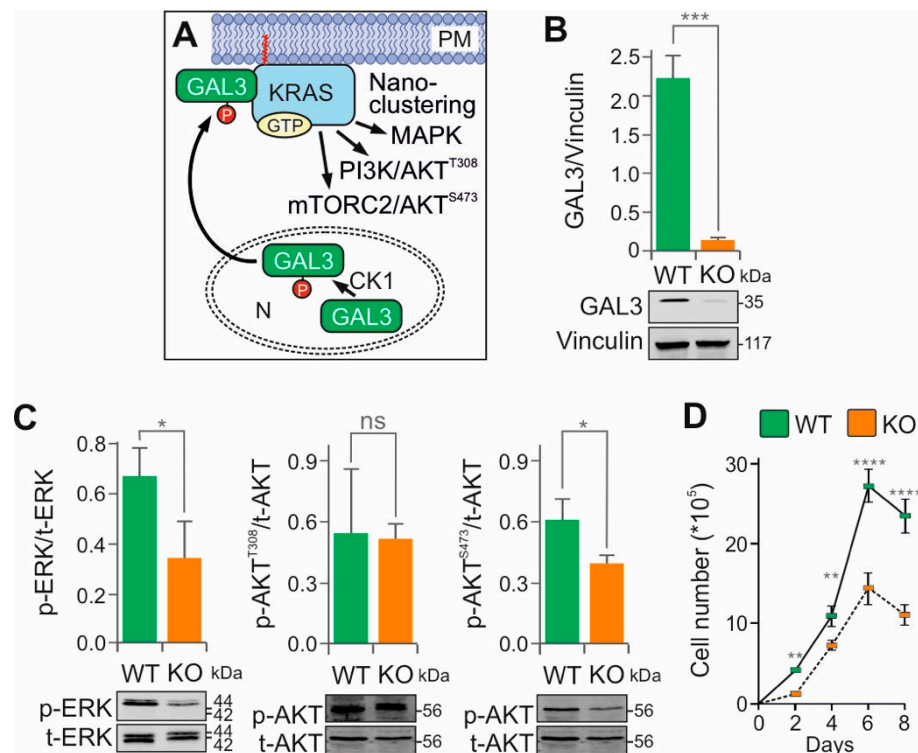 A
PM
GAL3
P
KRAS
GTP
Nano-
clustering
MAPK
PI3K/AKT^T308
mTORC2/AKT^S473
GAL3
P
CK1
N
GAL3
B
***
GAL3/Vinculin
2.5
2.0
1.5
1.0
0.5
0
WT KO kDa
GAL3 -35
Vinculin -117
C
*
p-ERK/t-ERK
0.8
0.6
0.4
0.2
0.0
WT KO kDa
p-ERK 44
42
t-ERK 44
42
ns
p-AKT^T308/t-AKT
0.9
0.6
0.3
0.0
WT KO kDa
p-AKT -56
t-AKT -56
*
p-AKT^S473/t-AKT
0.9
0.6
0.3
0.0
WT KO kDa
p-AKT -56
t-AKT -56
D
WT KO
Cell number (*10^5)
30
20
10
0
** ** **** ****
0 2 4 6 8
Days